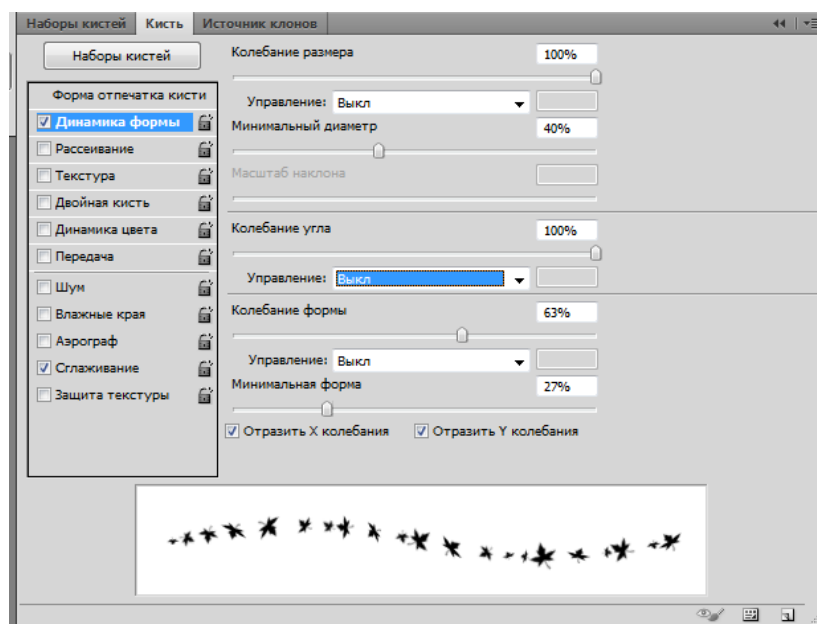 Наборы кистей Кисть Источник клонов
Наборы кистей
Форма отпечатка кисти
Динамика формы
Рассеивание
Текстура
Двойная кисть
Динамика цвета
Передача
Шум
Влажные края
Аэрограф
Сглаживание
Защита текстуры
Колебание размера 100%
Управление: Выкл
Минимальный диаметр 40%
Масштаб наклона
Колебание угла 100%
Управление: Выкл
Колебание формы 63%
Управление: Выкл
Минимальная форма 27%
Отразить X колебания Отразить Y колебания